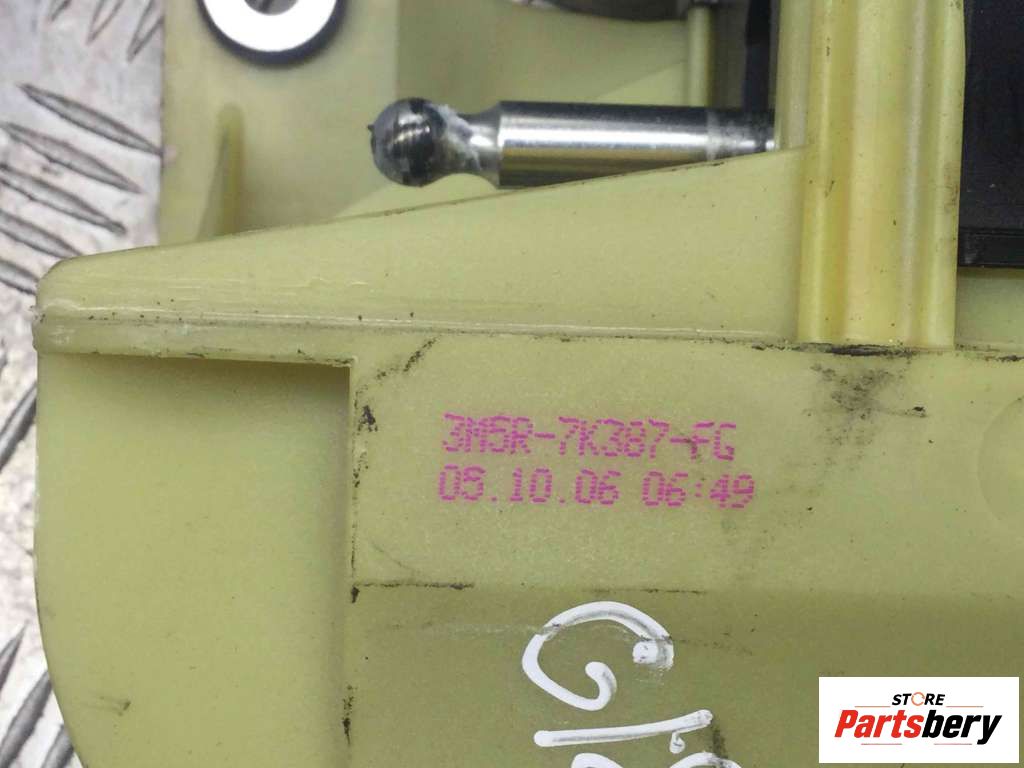 3M5R-7K387-FG
05.10.06 06:49
STORE
Partsbery